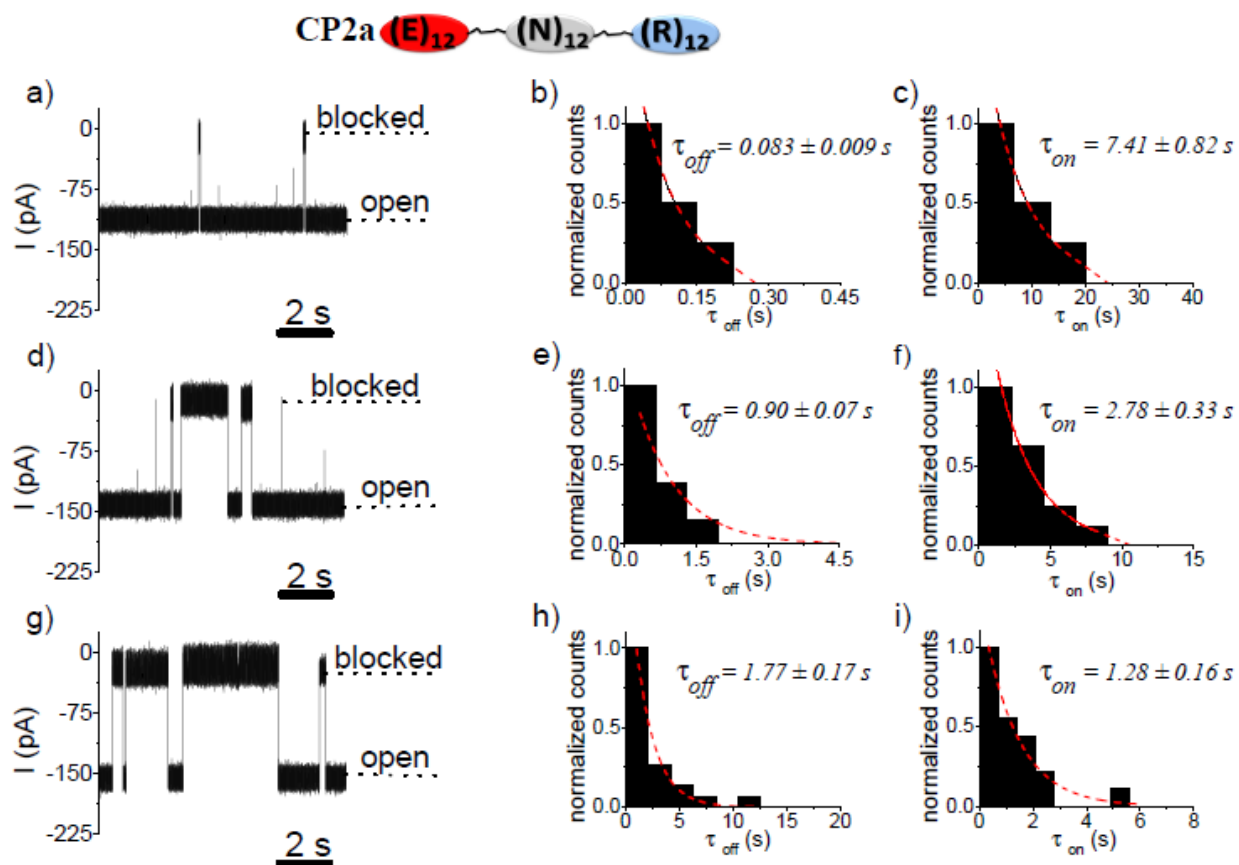 CP2a (E)12 (N)12 (R)12
a)
I (pA)
0
-75
-150
-225
blocked
open
2 s
b)
normalized counts
1.0
0.5
0.0
τoff = 0.083 ± 0.009 s
0.00 0.15 0.30 0.45
τ off (s)
c)
normalized counts
1.0
0.5
0.0
τon = 7.41 ± 0.82 s
0 10 20 30 40
τ on (s)
d)
I (pA)
0
-75
-150
-225
blocked
open
2 s
e)
normalized counts
1.0
0.5
0.0
τoff = 0.90 ± 0.07 s
0.0 1.5 3.0 4.5
τ off (s)
f)
normalized counts
1.0
0.5
0.0
τon = 2.78 ± 0.33 s
0 5 10 15
τ on (s)
g)
I (pA)
0
-75
-150
-225
blocked
open
2 s
h)
normalized counts
1.0
0.5
0.0
τoff = 1.77 ± 0.17 s
0 5 10 15 20
τ off (s)
i)
normalized counts
1.0
0.5
0.0
τon = 1.28 ± 0.16 s
0 2 4 6 8
τ on (s)